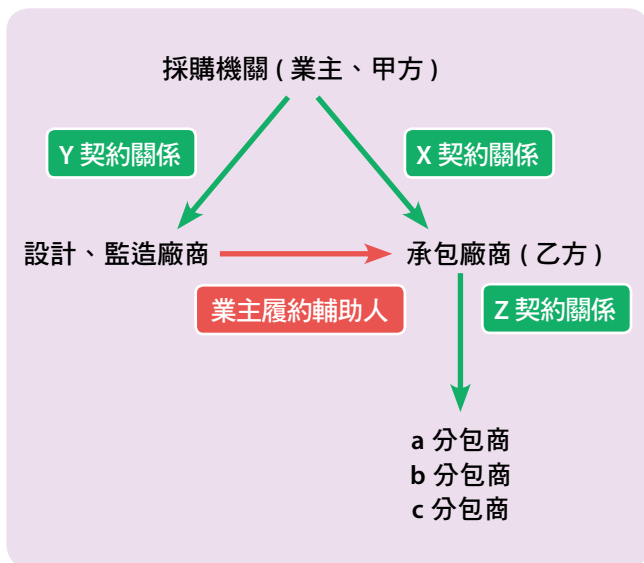 採購機關 ( 業主、甲方 )
Y 契約關係
X 契約關係
設計、監造廠商
承包廠商 ( 乙方 )
業主履約輔助人
Z 契約關係
a 分包商
b 分包商
c 分包商